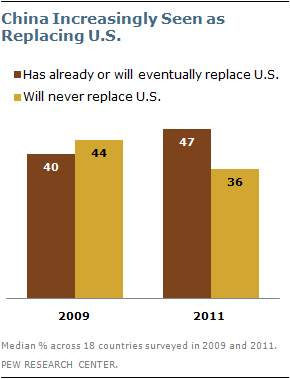 China Increasingly Seen as
Replacing U.S.
Has already or will eventually replace U.S.
Will never replace U.S.
40
44
47
36
2009
2011
Median % across 18 countries surveyed in 2009 and 2011.
PEW RESEARCH CENTER.